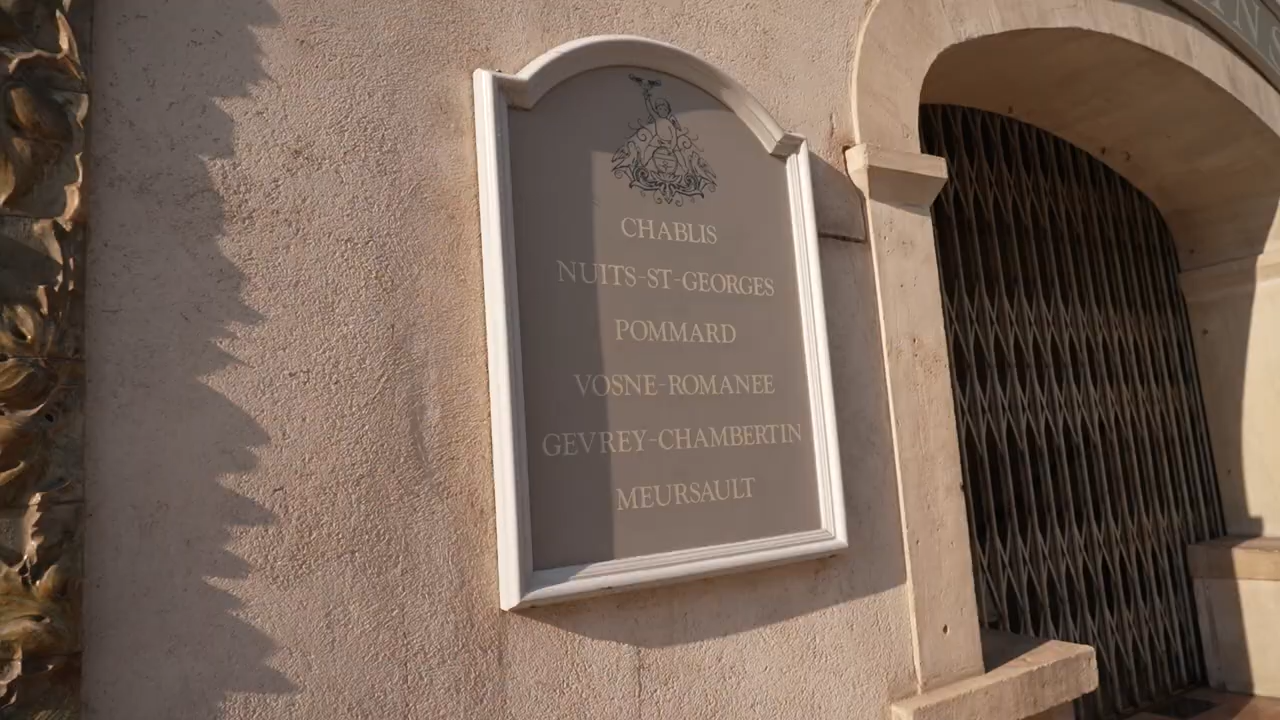 CHABLIS
NUITS-ST-GEORGES
POMMARD
VOSNE-ROMANEE
GEVREY-CHAMBERTIN
MEURSAULT